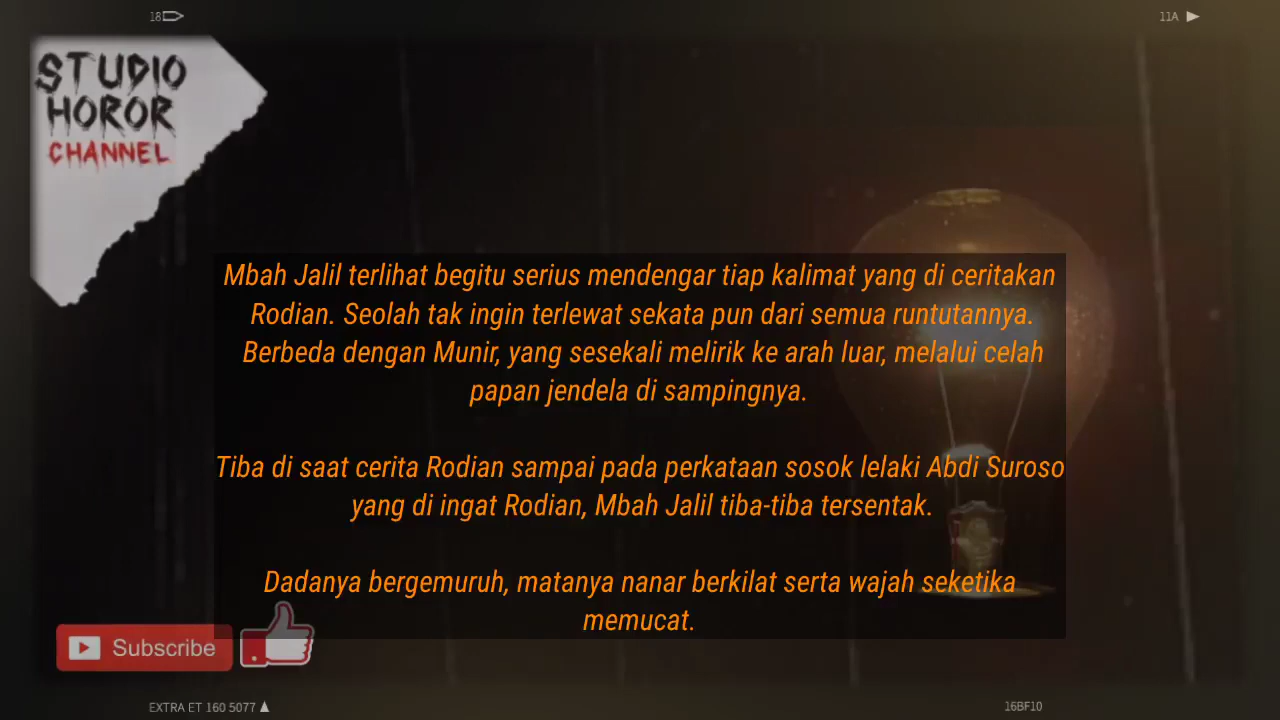 18
11A
STUDIO
HOROR
CHANNEL
Mbah Jalil terlihat begitu serius mendengar tiap kalimat yang di ceritakan
Rodian. Seolah tak ingin terlewat sekata pun dari semua runtutannya.
Berbeda dengan Munir, yang sesekali melirik ke arah luar, melalui celah
papan jendela di sampingnya.
Tiba di saat cerita Rodian sampai pada perkataan sosok lelaki Abdi Suroso
yang di ingat Rodian, Mbah Jalil tiba-tiba tersentak.
Dadanya bergemuruh, matanya nanar berkilat serta wajah seketika
memucat.
Subscribe
EXTRA ET 160 5077
16BF10